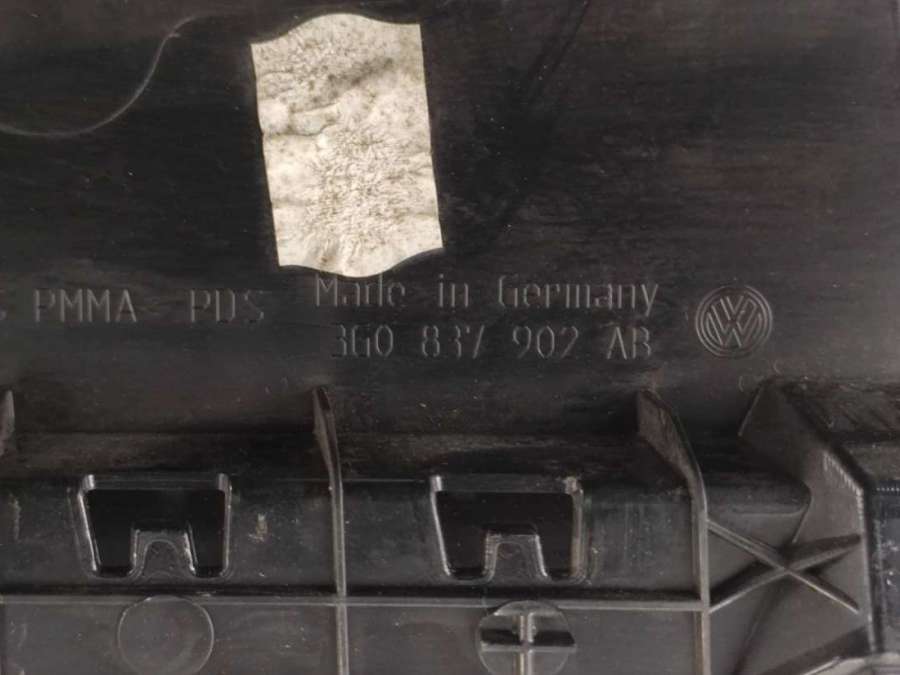 PMMA PDS
Made in Germany
3G0 837 902 AB